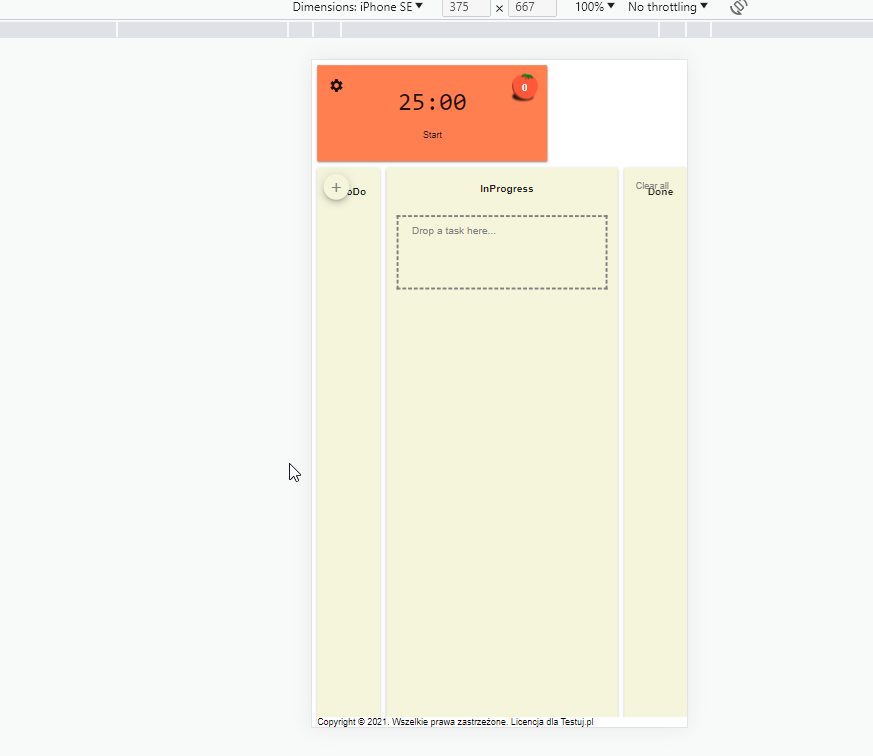 Dimensions: iPhone SE 375 x 667 100% No throttling
0
25:00
Start
+ oDo InProgress Clear all
Done
Drop a task here...
Copyright © 2021. Wszelkie prawa zastrzeżone. Licencja dla Testuj.pl